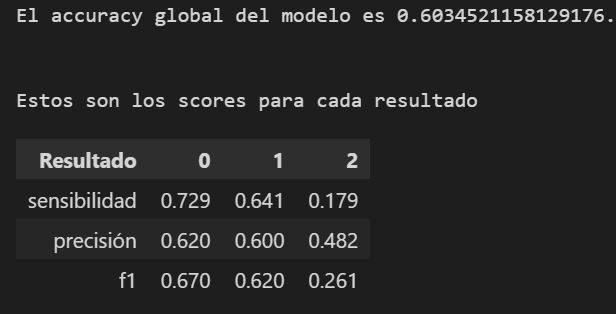 El accuracy global del modelo es 0.6034521158129176.
Estos son los scores para cada resultado
Resultado 0 1 2
sensibilidad 0.729 0.641 0.179
precisión 0.620 0.600 0.482
f1 0.670 0.620 0.261